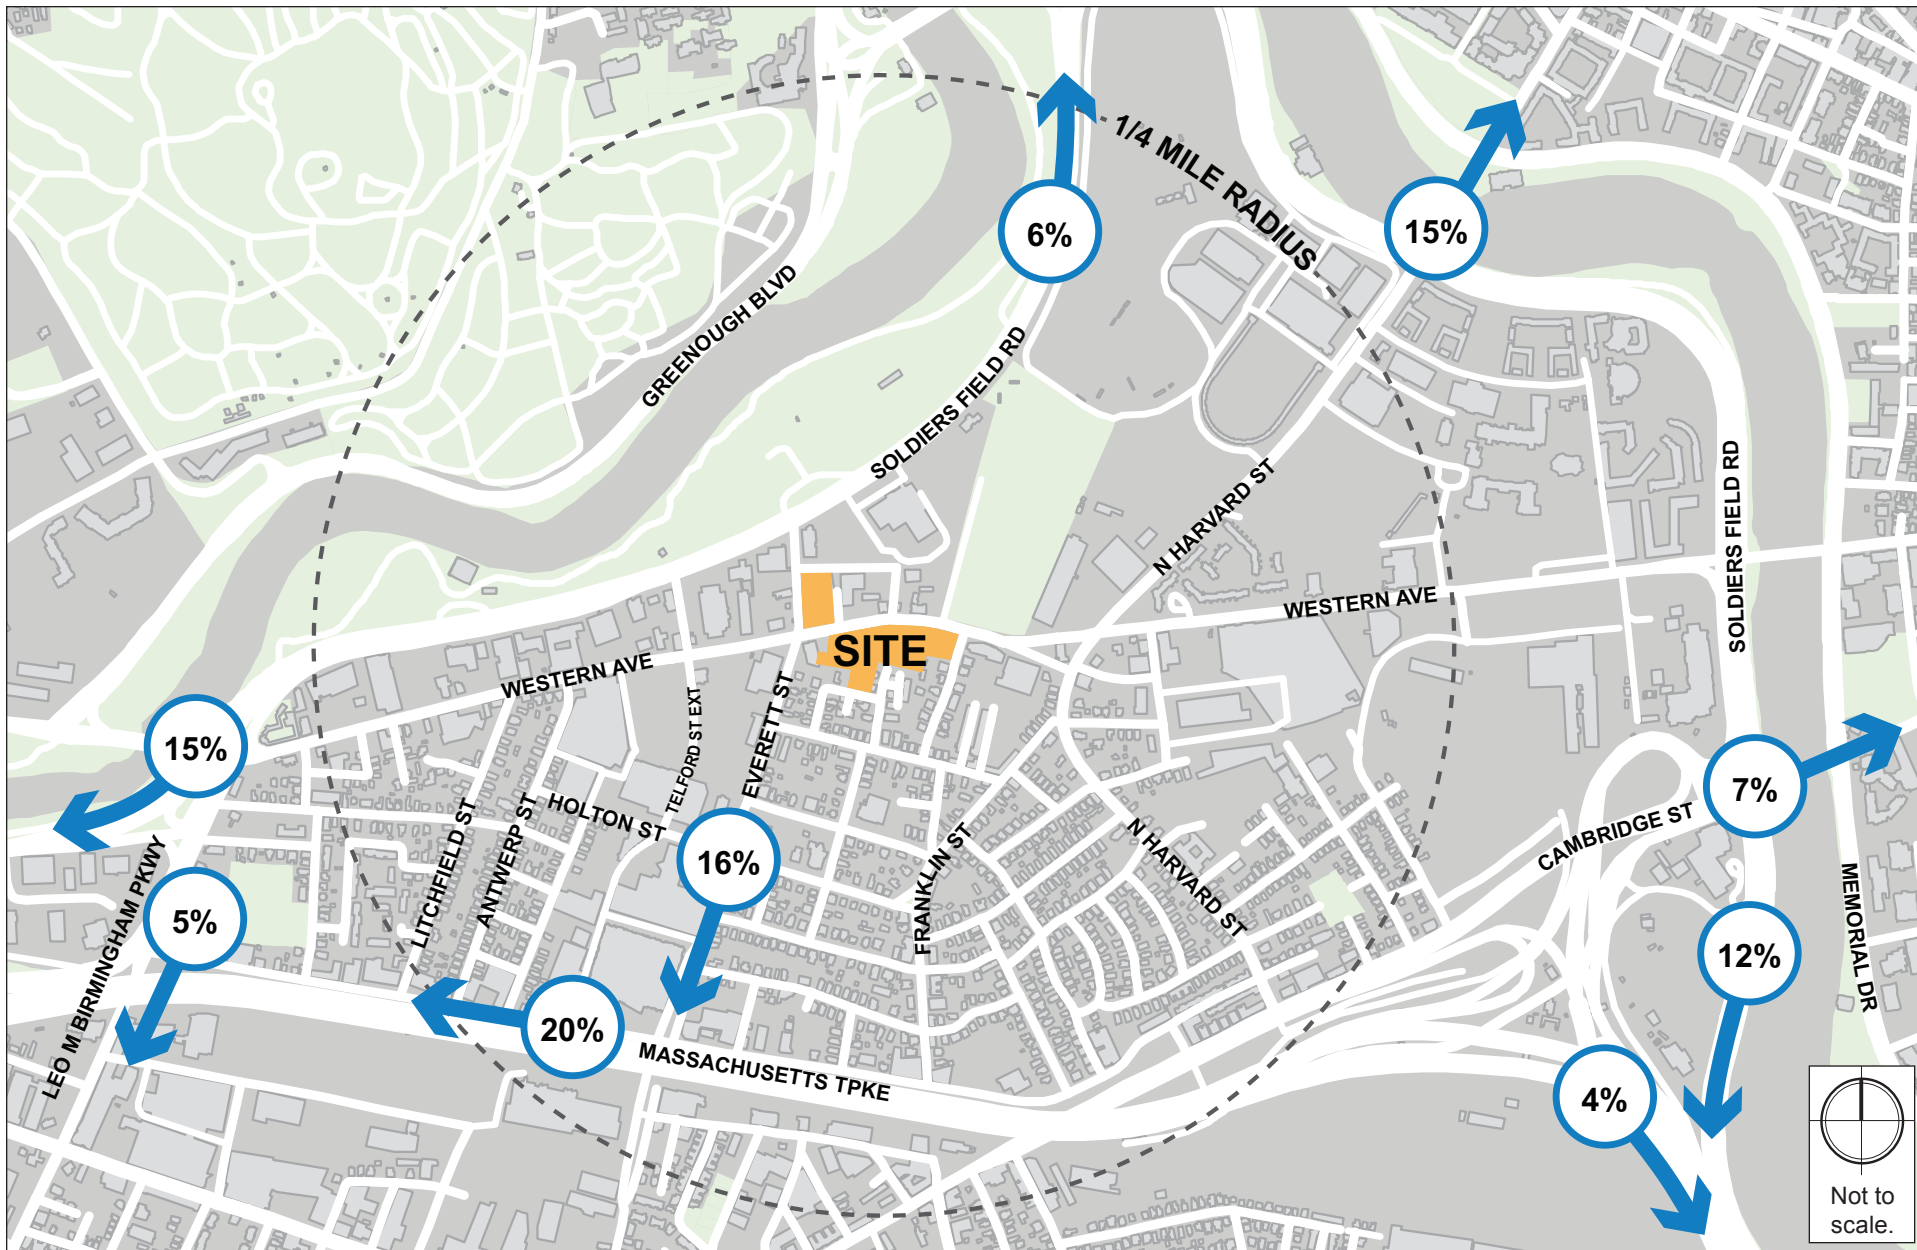 1/4 MILE RADIUS
6%
15%
GREENOUGH BLVD
SOLDIERS FIELD RD
N HARVARD ST
SOLDIERS FIELD RD
WESTERN AVE
SITE
WESTERN AVE
TELFORD ST EXT
EVERETT ST
15%
7%
HOLTON ST
LITCHFIELD ST
ANTWERP ST
16%
FRANKLIN ST
N HARVARD ST
CAMBRIDGE ST
LEO M BIRMINGHAM PKWY
5%
MEMORIAL DR
12%
20%
MASSACHUSETTS TPKE
4%
Not to
scale.